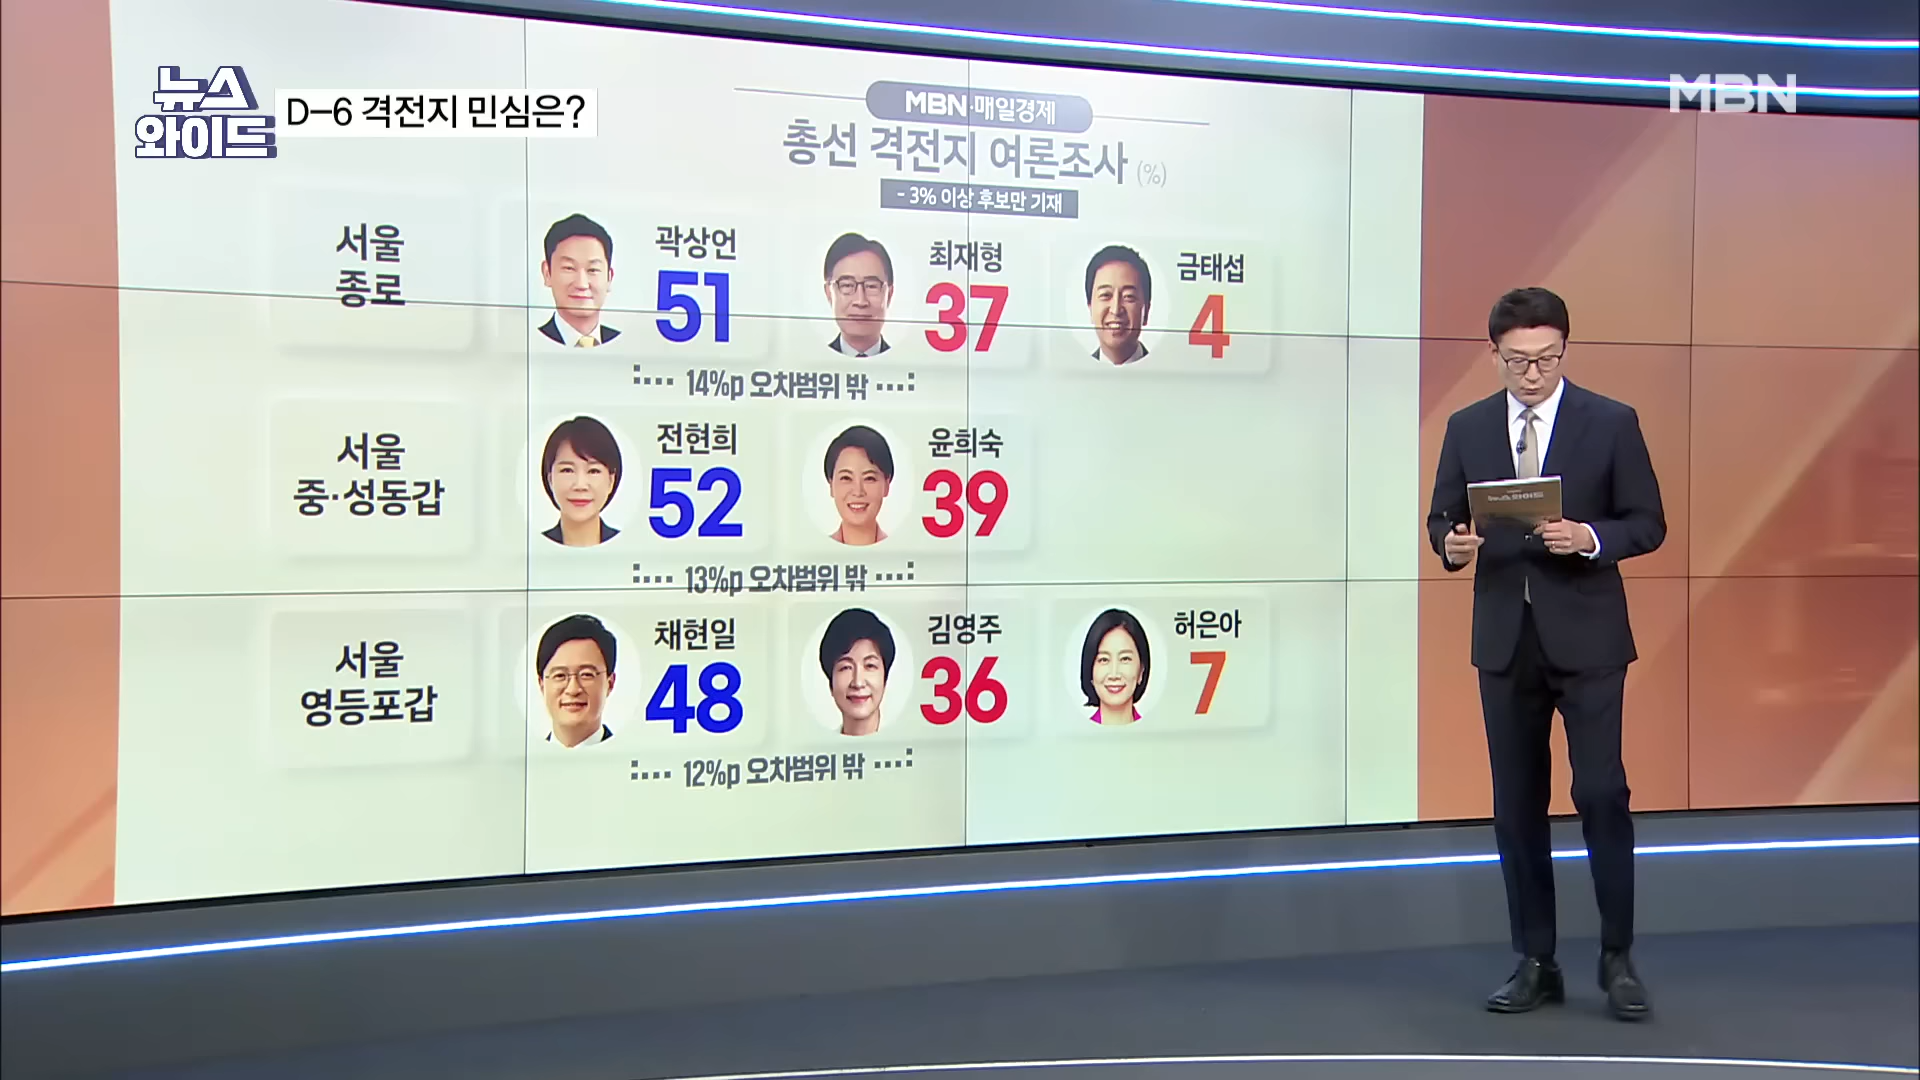 뉴스
와이드
D-6 격전지 민심은?
MBN
MBN·매일경제
총선 격전지 여론조사 (%)
- 3% 이상 후보만 기재
서울
종로
곽상언
51
최재형
37
금태섭
4
14%p 오차범위 밖
서울
중·성동갑
전현희
52
윤희숙
39
13%p 오차범위 밖
서울
영등포갑
채현일
48
김영주
36
허은아
7
12%p 오차범위 밖
뉴스와이드